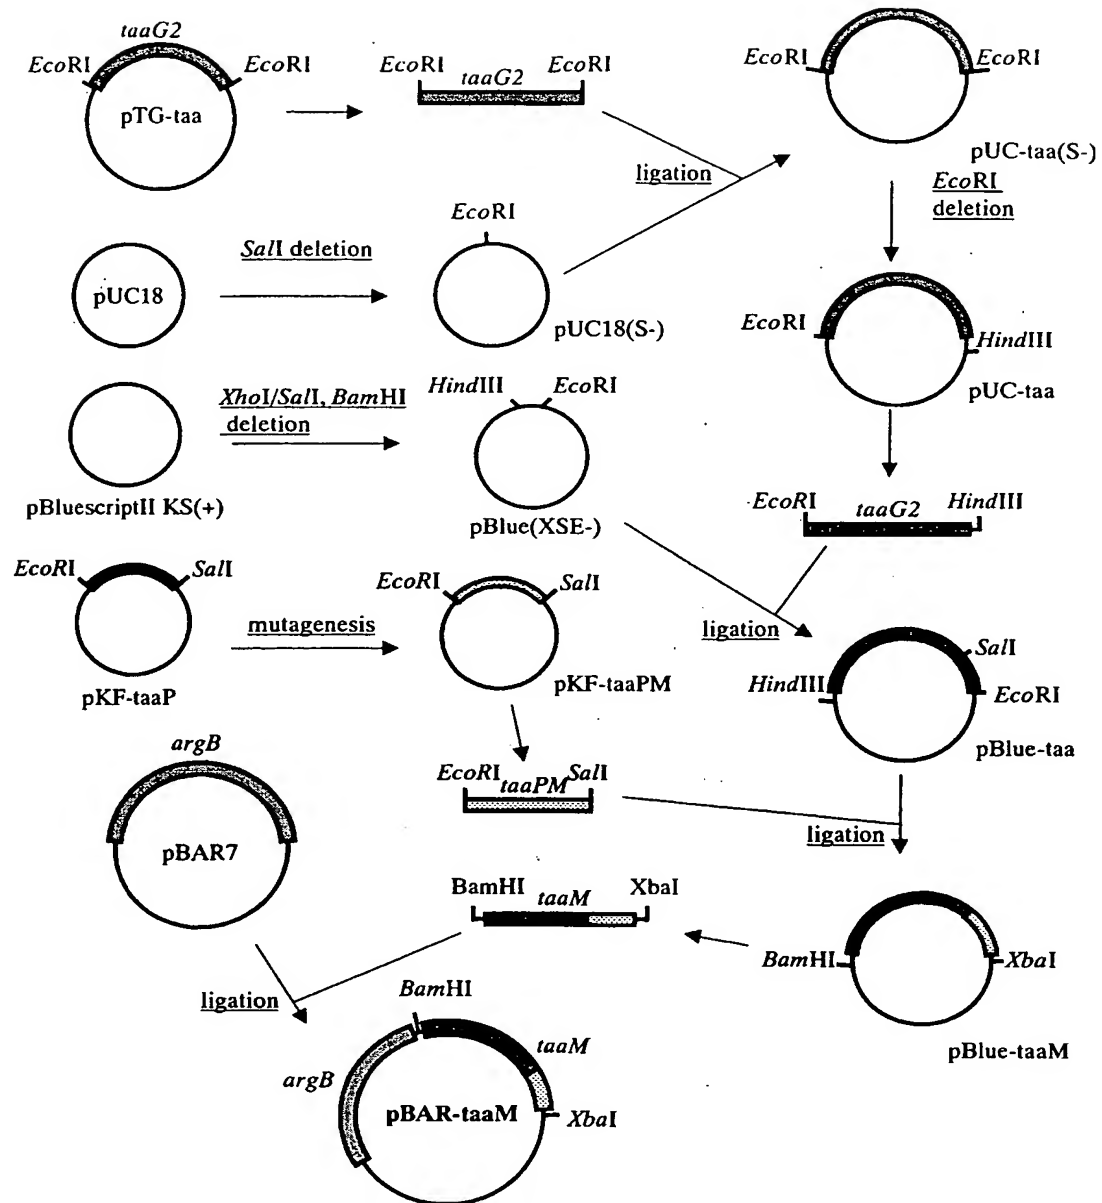 taaG2
EcoRI
EcoRI
pTG-taa
EcoRI
EcoRI
taaG2
EcoRI
EcoRI
pUC-taa(S-)
ligation
EcoRI
deletion
EcoRI
SalI deletion
pUC18
pUC18(S-)
EcoRI
HindIII
pUC-taa
XhoI/SalI, BamHI
deletion
HindIII
EcoRI
pBluescriptII KS(+)
pBlue(XSE-)
EcoRI
taaG2
HindIII
EcoRI
SalI
pKF-taaP
mutagenesis
EcoRI
SalI
pKF-taaPM
ligation
SalI
HindIII
EcoRI
pBlue-taa
argB
pBAR7
EcoRI
taaPM
SalI
ligation
BamHI
taaM
XbaI
BamHI
XbaI
pBlue-taaM
ligation
BamHI
taaM
argB
pBAR-taaM
XbaI